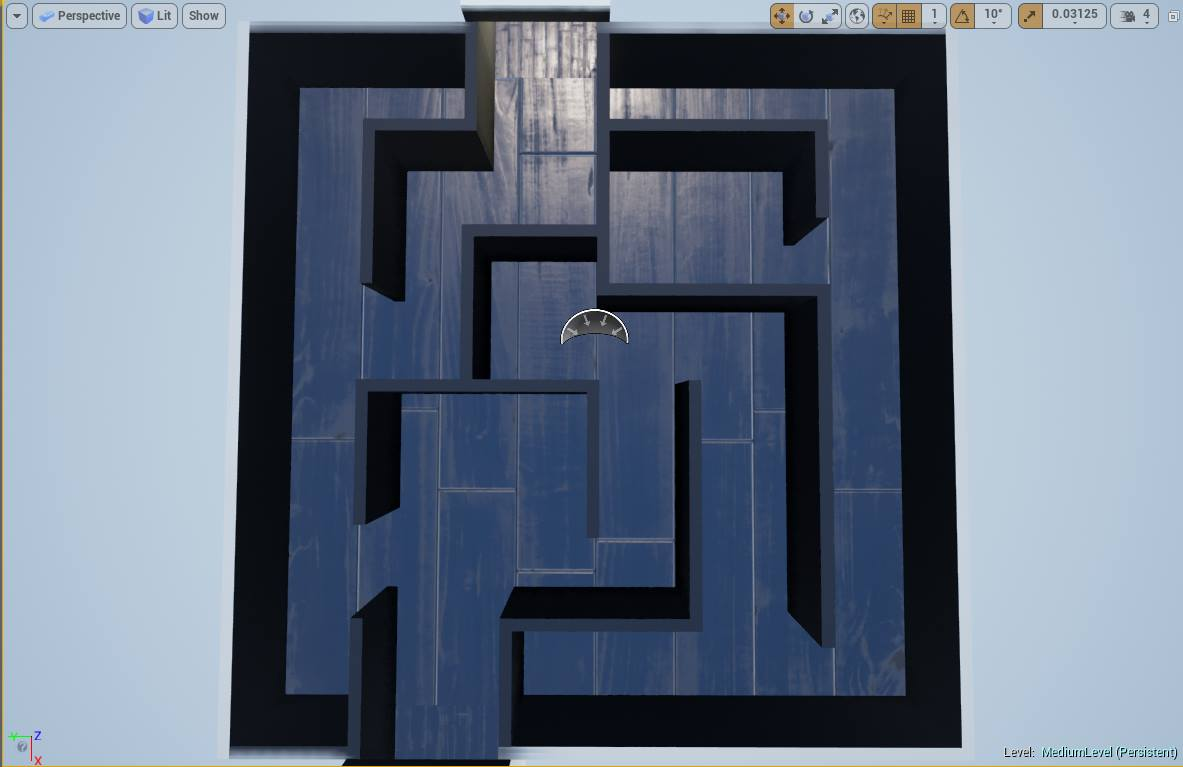 Perspective Lit Show 10° 0.03125 4
Level: MediumLevel (Persistent)
Y Z
X